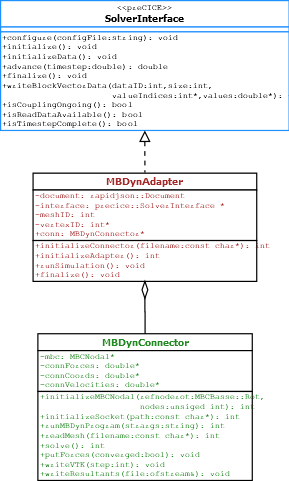 <<preCICE>>
SolverInterface
+configure(configFile:string): void
+initialize(): void
+initializeData(): void
+advance(timestep:double): double
+finalize(): void
+writeBlockVectorData(dataID:int,size:int,
valueIndices:int*,values:double*): void
+isCouplingOngoing(): bool
+isReadDataAvailable(): bool
+isTimestepComplete(): bool
MBDynAdapter
-document: rapidjson::Document
-interface: precice::SolverInterface *
-meshID: int
-vertexID: int*
+conn: MBDynConnector*
+initializeConnector(filename:const char*): int
+initializeAdapter(): int
+runSimulation(): void
+finalize(): void
MBDynConnector
-mbc: MBCNodal*
-connForces: double*
-connCoords: double*
-connVelocities: double*
+initializeMBCNodal(refnoderot:MBCBase::Rot,
nodes:unsiged int): int
+initializeSocket(path:const char*): int
+runMBDynProgram(strargs:string): int
+readMesh(filename:const char*): int
+solve(): int
+putForces(converged:bool): int
+writeVTK(step:int): void
+writeResultants(file:ofstream&): void